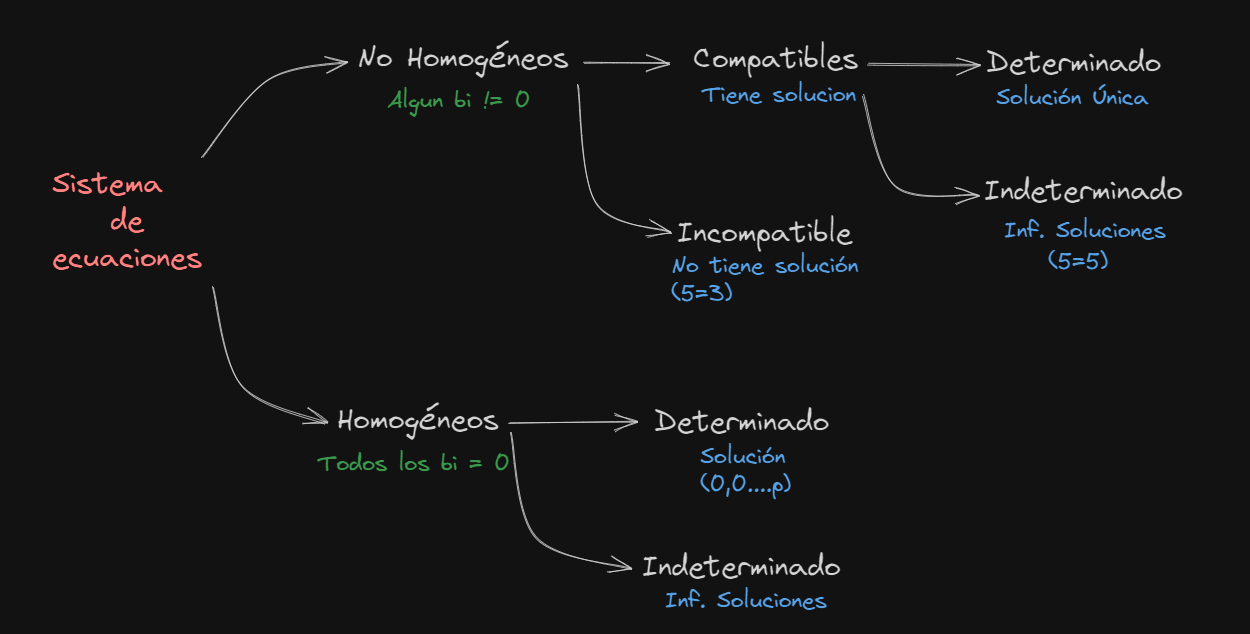 Sistema
de
ecuaciones
No Homogéneos
Algun bi != 0
Compatibles
Tiene solucion
Determinado
Solución Única
Indeterminado
Inf. Soluciones
(5=5)
Incompatible
No tiene solución
(5=3)
Homogéneos
Todos los bi = 0
Determinado
Solución
(0,0....p)
Indeterminado
Inf. Soluciones